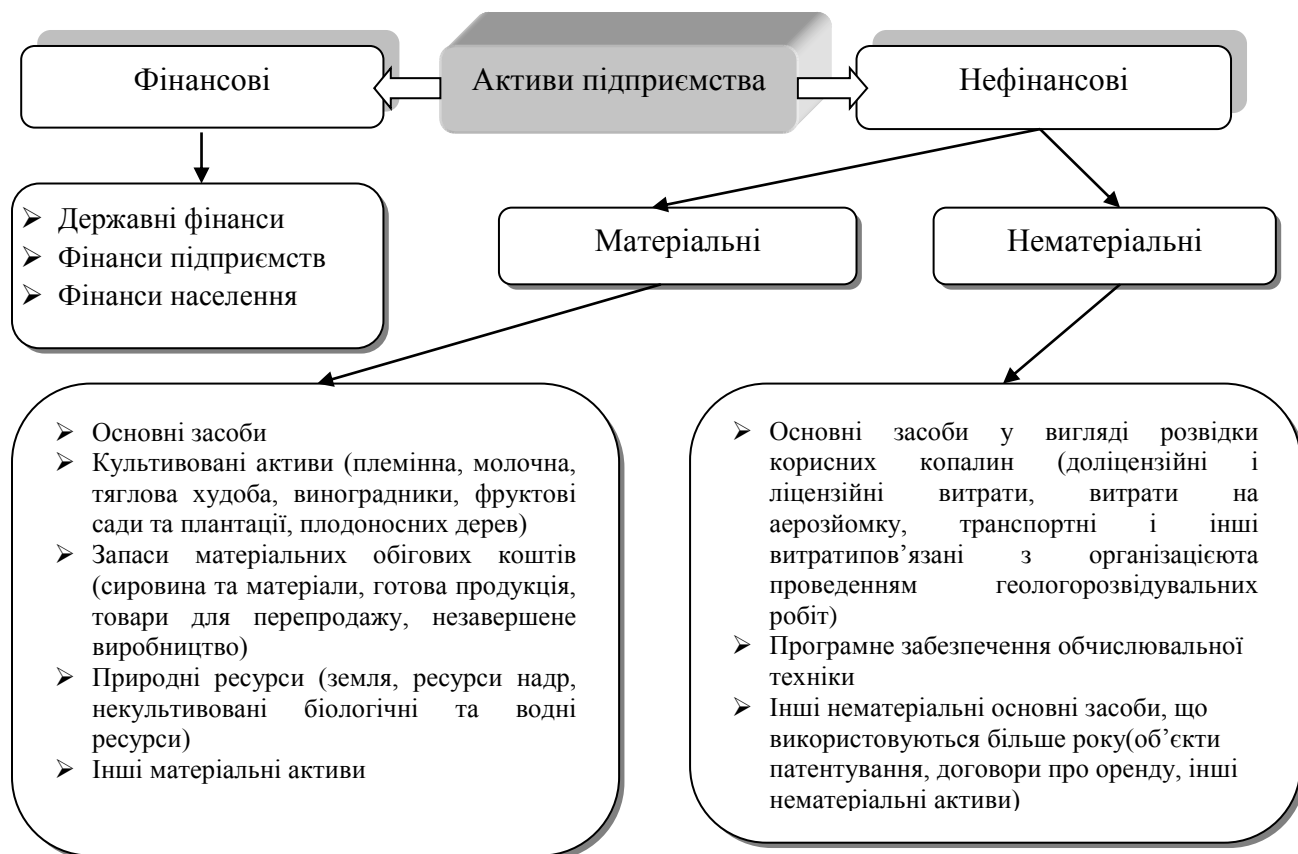 Фінансові
Активи підприємства
Нефінансові
➢ Державні фінанси
➢ Фінанси підприємств
➢ Фінанси населення
Матеріальні
Нематеріальні
➢ Основні засоби
➢ Культивовані активи (племінна, молочна,
тяглова худоба, виноградники, фруктові
сади та плантації, плодоносних дерев)
➢ Запаси матеріальних обігових коштів
(сировина та матеріали, готова продукція,
товари для перепродажу, незавершене
виробництво)
➢ Природні ресурси (земля, ресурси надр,
некультивовані біологічні та водні
ресурси)
➢ Інші матеріальні активи
➢ Основні засоби у вигляді розвідки
корисних копалин (доліцензійні і
ліцензійні витрати, витрати на
аерозйомку, транспортні і інші
витратипов’язані з організацієюта
проведенням геологорозвідувальних
робіт)
➢ Програмне забезпечення обчислювальної
техніки
➢ Інші нематеріальні основні засоби, що
використовуються більше року(об’єкти
патентування, договори про оренду, інші
нематеріальні активи)